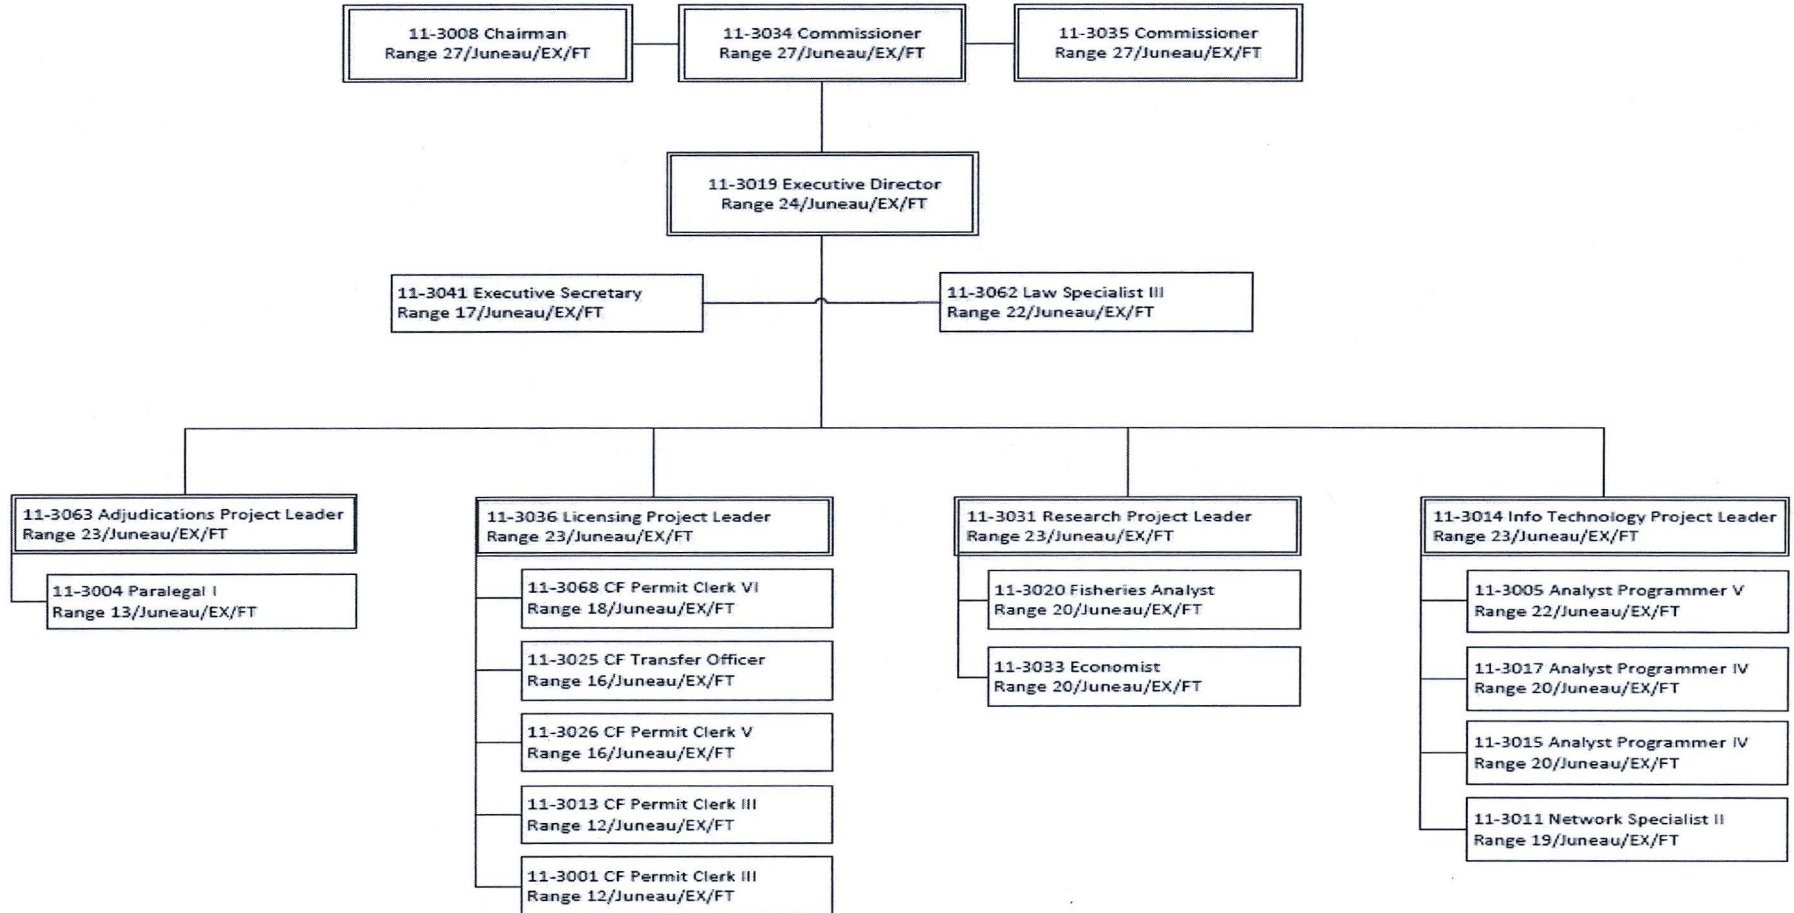 11-3008 Chairman
Range 27/Juneau/EX/FT
11-3034 Commissioner
Range 27/Juneau/EX/FT
11-3035 Commissioner
Range 27/Juneau/EX/FT
11-3019 Executive Director
Range 24/Juneau/EX/FT
11-3041 Executive Secretary
Range 17/Juneau/EX/FT
11-3062 Law Specialist III
Range 22/Juneau/EX/FT
11-3063 Adjudications Project Leader
Range 23/Juneau/EX/FT
11-3004 Paralegal I
Range 13/Juneau/EX/FT
11-3036 Licensing Project Leader
Range 23/Juneau/EX/FT
11-3068 CF Permit Clerk VI
Range 18/Juneau/EX/FT
11-3025 CF Transfer Officer
Range 16/Juneau/EX/FT
11-3026 CF Permit Clerk V
Range 16/Juneau/EX/FT
11-3013 CF Permit Clerk III
Range 12/Juneau/EX/FT
11-3001 CF Permit Clerk III
Range 12/Juneau/EX/FT
11-3031 Research Project Leader
Range 23/Juneau/EX/FT
11-3020 Fisheries Analyst
Range 20/Juneau/EX/FT
11-3033 Economist
Range 20/Juneau/EX/FT
11-3014 Info Technology Project Leader
Range 23/Juneau/EX/FT
11-3005 Analyst Programmer V
Range 22/Juneau/EX/FT
11-3017 Analyst Programmer IV
Range 20/Juneau/EX/FT
11-3015 Analyst Programmer IV
Range 20/Juneau/EX/FT
11-3011 Network Specialist II
Range 19/Juneau/EX/FT